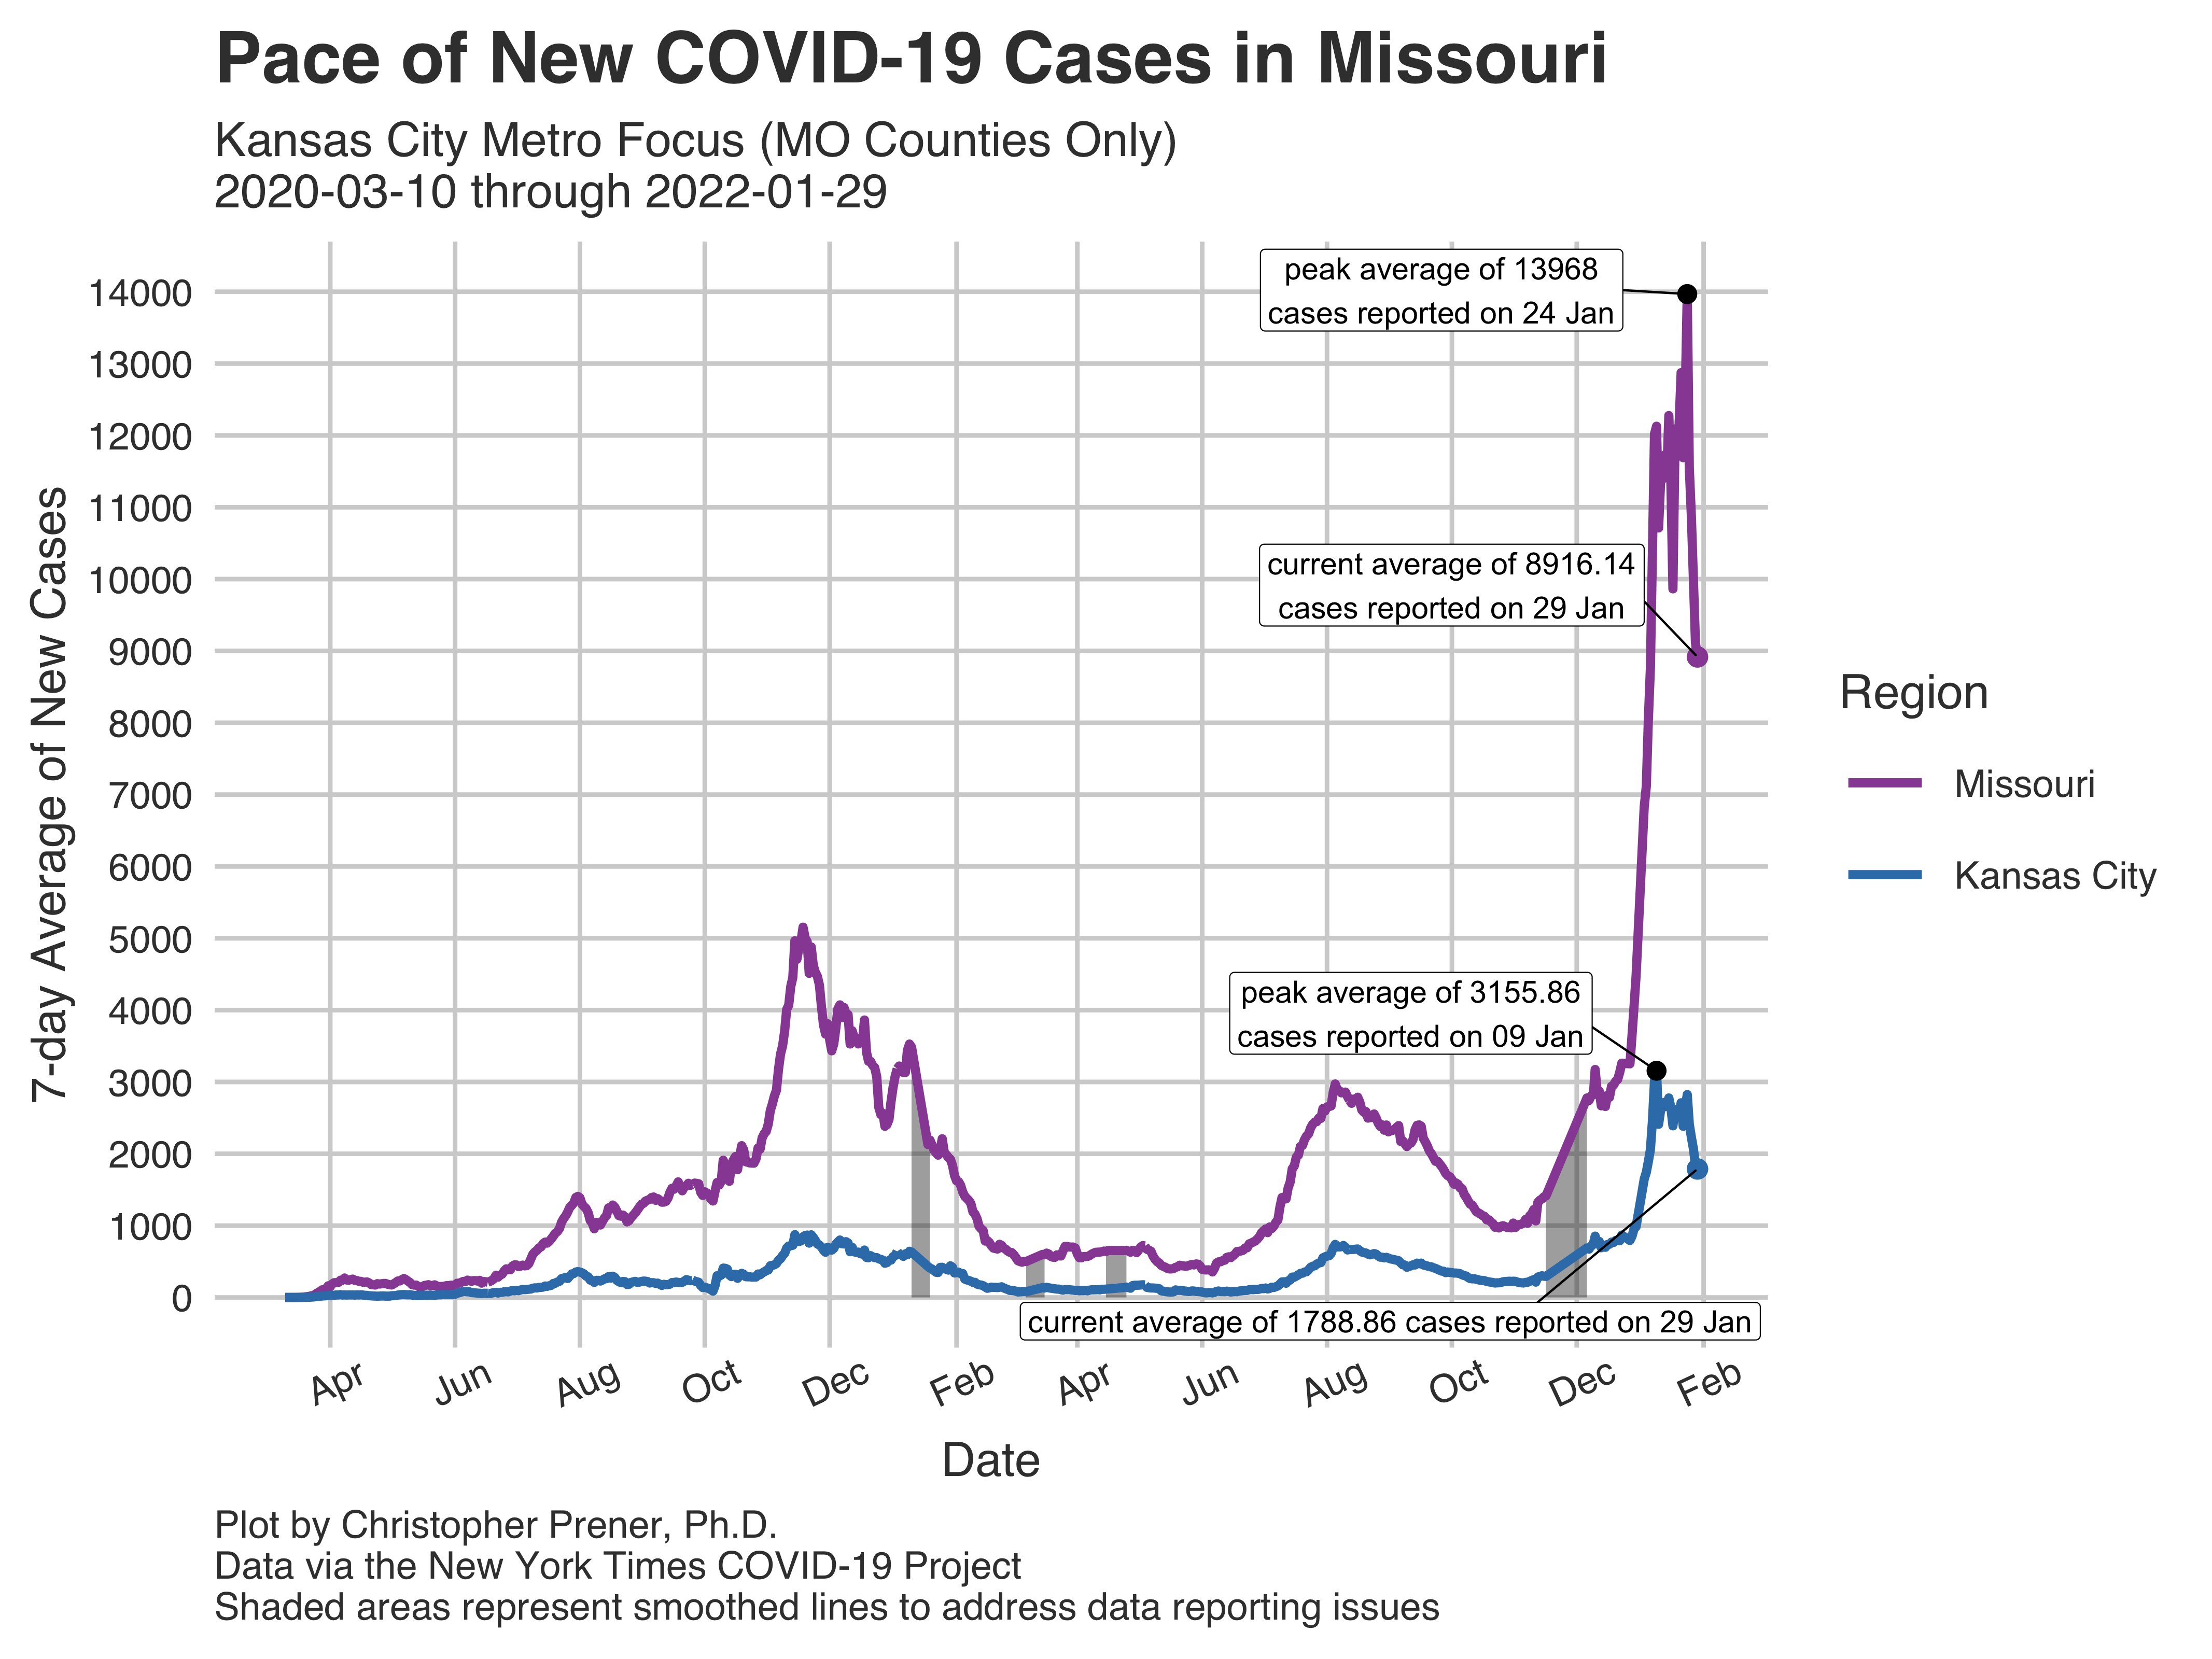 Pace of New COVID-19 Cases in Missouri
Kansas City Metro Focus (MO Counties Only)
2020-03-10 through 2022-01-29
7-day Average of New Cases
14000
13000
12000
11000
10000
9000
8000
7000
6000
5000
4000
3000
2000
1000
0
peak average of 13968
cases reported on 24 Jan
current average of 8916.14
cases reported on 29 Jan
peak average of 3155.86
cases reported on 09 Jan
current average of 1788.86 cases reported on 29 Jan
Region
Missouri
Kansas City
Apr
Jun
Aug
Oct
Dec
Feb
Apr
Jun
Aug
Oct
Dec
Feb
Date
Plot by Christopher Prener, Ph.D.
Data via the New York Times COVID-19 Project
Shaded areas represent smoothed lines to address data reporting issues